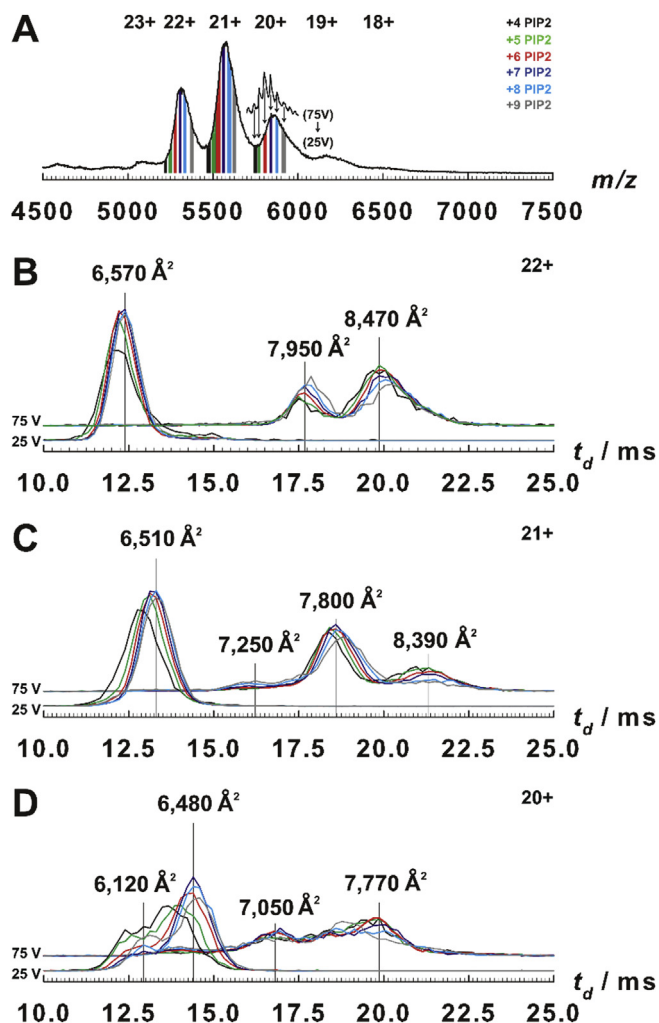 A
23+ 22+ 21+ 20+ 19+ 18+
+4 PIP2
+5 PIP2
+6 PIP2
+7 PIP2
+8 PIP2
+9 PIP2
(75V)
(25V)
m/z
4500 5000 5500 6000 6500 7000 7500
B
22+
6,570 Å²
7,950 Å²
8,470 Å²
75 V
25 V
t_d / ms
10.0 12.5 15.0 17.5 20.0 22.5 25.0
C
21+
6,510 Å²
7,250 Å²
7,800 Å²
8,390 Å²
75 V
25 V
t_d / ms
10.0 12.5 15.0 17.5 20.0 22.5 25.0
D
20+
6,480 Å²
6,120 Å²
7,050 Å²
7,770 Å²
75 V
25 V
t_d / ms
10.0 12.5 15.0 17.5 20.0 22.5 25.0